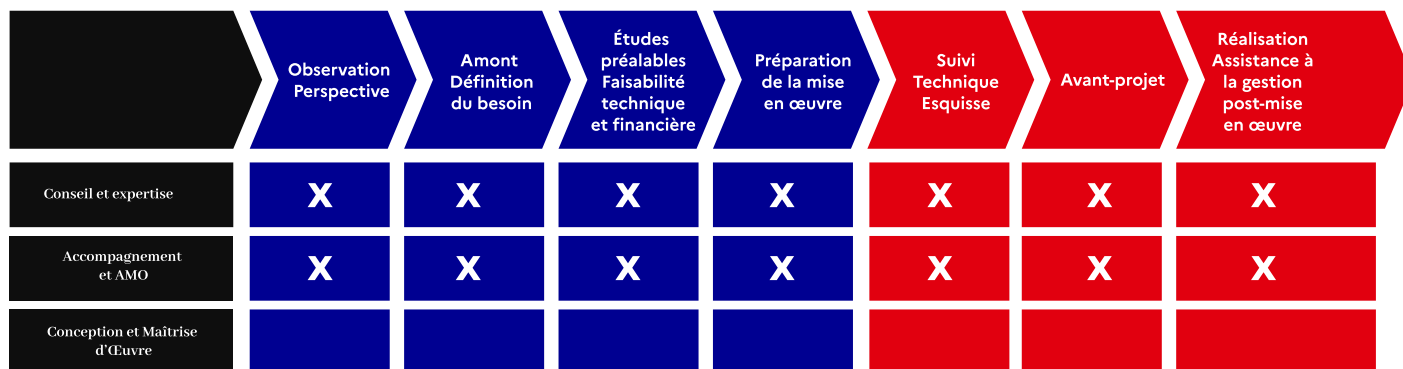 Observation
Perspective
Amont
Définition
du besoin
Études
préalables
Faisabilité
technique
et financière
Préparation
de la mise
en œuvre
Suivi
Technique
Esquisse
Avant-projet
Réalisation
Assistance à
la gestion
post-mise
en œuvre
Conseil et expertise
X X X X X X X
Accompagnement
et AMO
X X X X X X X
Conception et Maîtrise
d'Œuvre